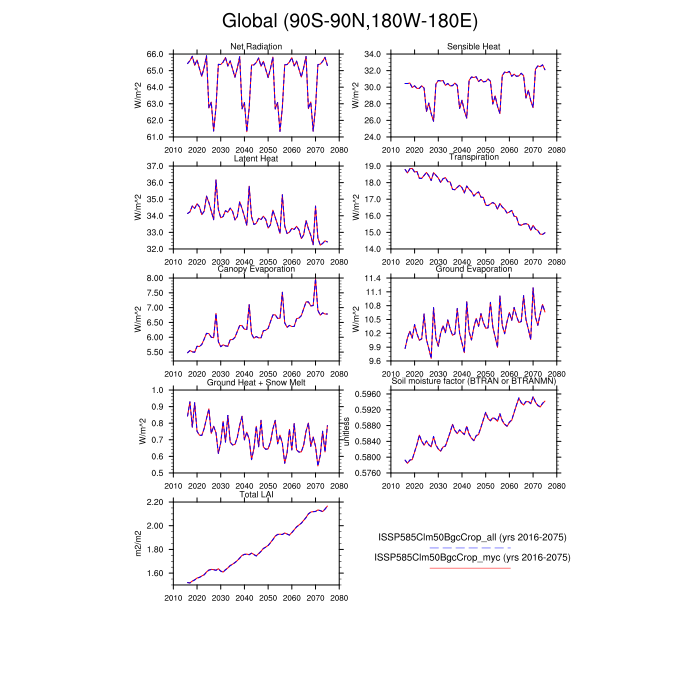 Global (90S-90N,180W-180E)
Net Radiation
Sensible Heat
W/m^2
66.0
65.0
64.0
63.0
62.0
61.0
2010 2020 2030 2040 2050 2060 2070 2080
W/m^2
34.0
32.0
30.0
28.0
26.0
24.0
2010 2020 2030 2040 2050 2060 2070 2080
Latent Heat
Transpiration
W/m^2
37.0
36.0
35.0
34.0
33.0
32.0
2010 2020 2030 2040 2050 2060 2070 2080
W/m^2
19.0
18.0
17.0
16.0
15.0
14.0
2010 2020 2030 2040 2050 2060 2070 2080
Canopy Evaporation
Ground Evaporation
W/m^2
8.00
7.50
7.00
6.50
6.00
5.50
2010 2020 2030 2040 2050 2060 2070 2080
W/m^2
11.4
11.1
10.8
10.5
10.2
9.9
9.6
2010 2020 2030 2040 2050 2060 2070 2080
Ground Heat + Snow Melt
Soil moisture factor (BTRAN or BTRANMN)
W/m^2
1.0
0.9
0.8
0.7
0.6
0.5
2010 2020 2030 2040 2050 2060 2070 2080
unitless
0.5960
0.5920
0.5880
0.5840
0.5800
0.5760
2010 2020 2030 2040 2050 2060 2070 2080
Total LAI
m2/m2
2.20
2.00
1.80
1.60
2010 2020 2030 2040 2050 2060 2070 2080
ISSP585Clm50BgcCrop_all (yrs 2016-2075)
ISSP585Clm50BgcCrop_myc (yrs 2016-2075)